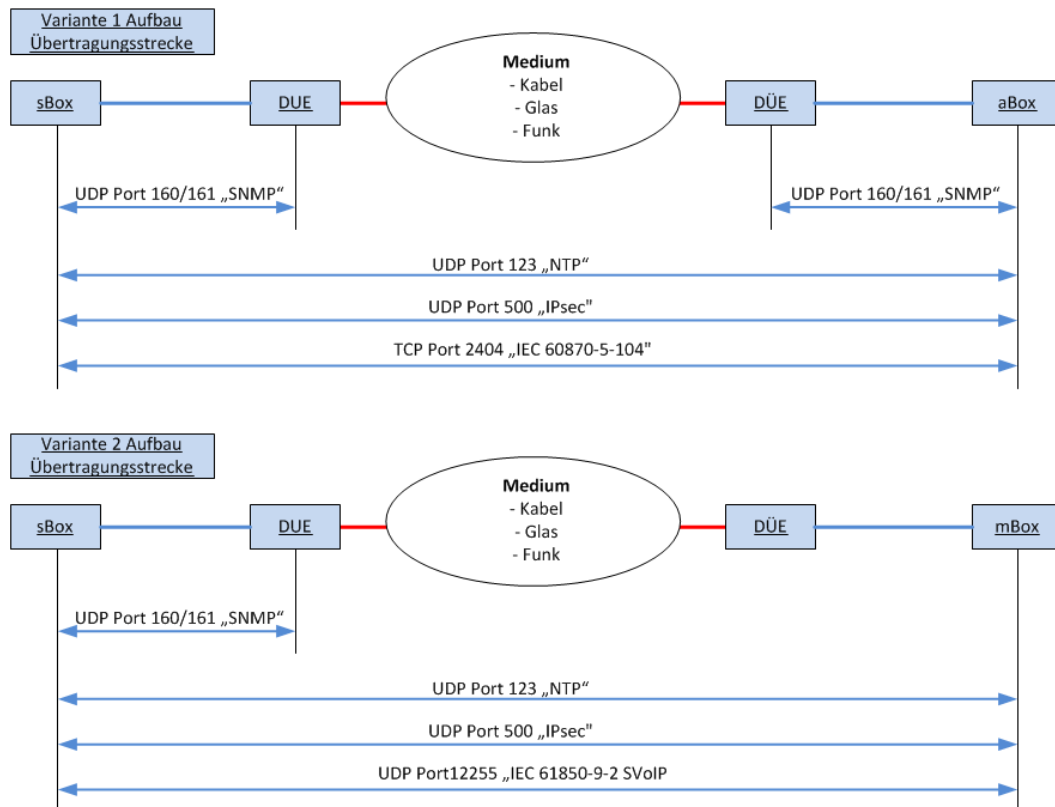 Variante 1 Aufbau
Übertragungsstrecke
Medium
- Kabel
- Glas
- Funk
sBox
DUE
DÜE
aBox
UDP Port 160/161 „SNMP“
UDP Port 160/161 „SNMP“
UDP Port 123 „NTP“
UDP Port 500 „IPsec"
TCP Port 2404 „IEC 60870-5-104"
Variante 2 Aufbau
Übertragungsstrecke
Medium
- Kabel
- Glas
- Funk
sBox
DUE
DÜE
mBox
UDP Port 160/161 „SNMP“
UDP Port 123 „NTP“
UDP Port 500 „IPsec"
UDP Port12255 „IEC 61850-9-2 SVoIP